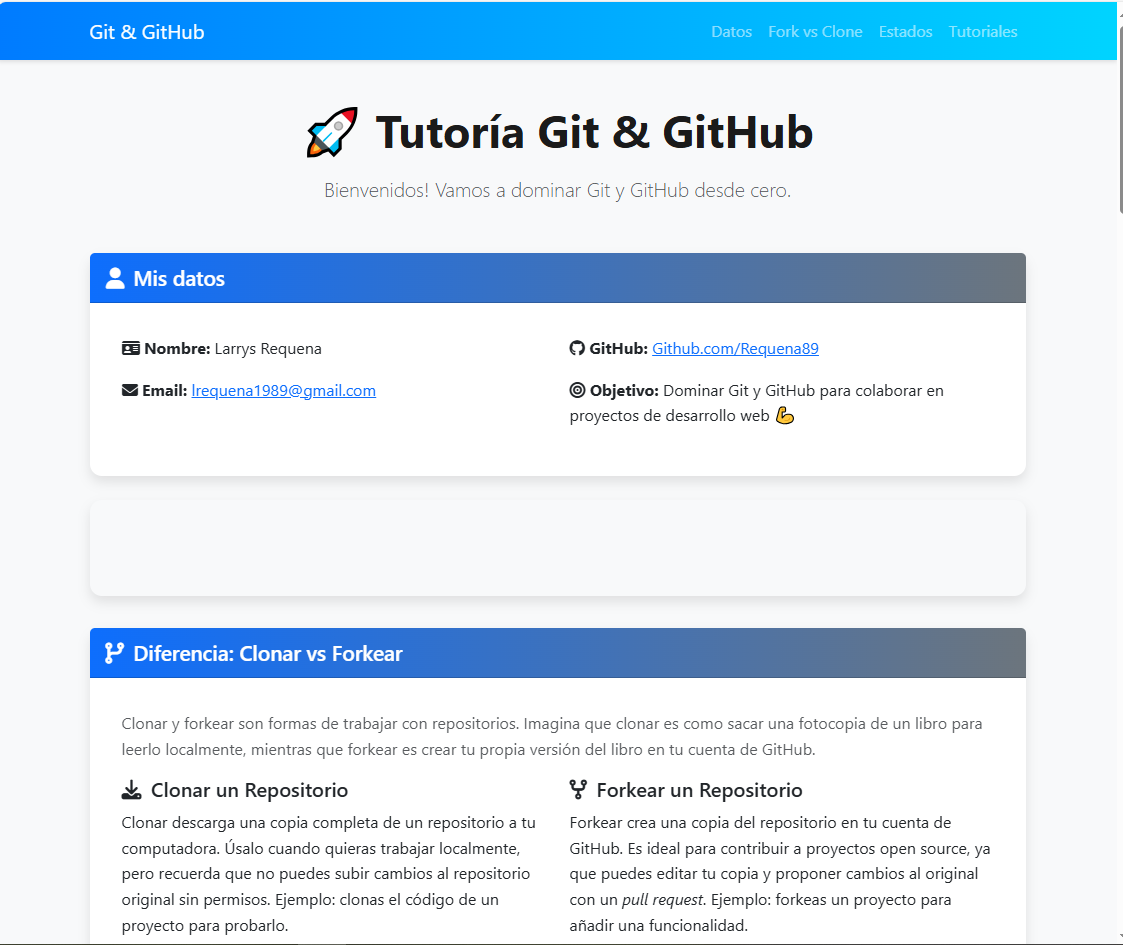 Git & GitHub
Datos Fork vs Clone Estados Tutoriales
🚀 Tutoría Git & GitHub
Bienvenidos! Vamos a dominar Git y GitHub desde cero.
Mis datos
Nombre: Larrys Requena
Email: lrequena1989@gmail.com
GitHub: Github.com/Requena89
Objetivo: Dominar Git y GitHub para colaborar en
proyectos de desarrollo web 💪
Diferencia: Clonar vs Forkear
Clonar y forkear son formas de trabajar con repositorios. Imagina que clonar es como sacar una fotocopia de un libro para
leerlo localmente, mientras que forkear es crear tu propia versión del libro en tu cuenta de GitHub.
Clonar un Repositorio
Clonar descarga una copia completa de un repositorio a tu
computadora. Úsalo cuando quieras trabajar localmente,
pero recuerda que no puedes subir cambios al repositorio
original sin permisos. Ejemplo: clonas el código de un
proyecto para probarlo.
Forkear un Repositorio
Forkear crea una copia del repositorio en tu cuenta de
GitHub. Es ideal para contribuir a proyectos open source, ya
que puedes editar tu copia y proponer cambios al original
con un pull request. Ejemplo: forkeas un proyecto para
añadir una funcionalidad.